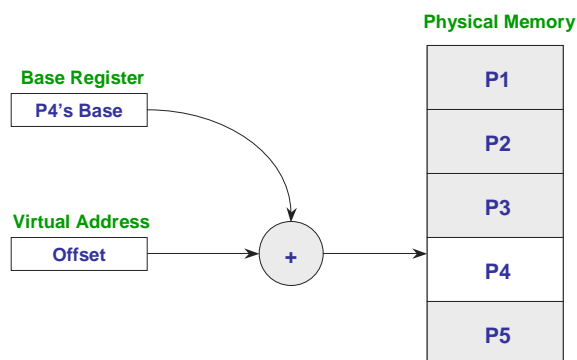 Physical Memory
Base Register
P4's Base
Virtual Address
Offset
+
P1
P2
P3
P4
P5